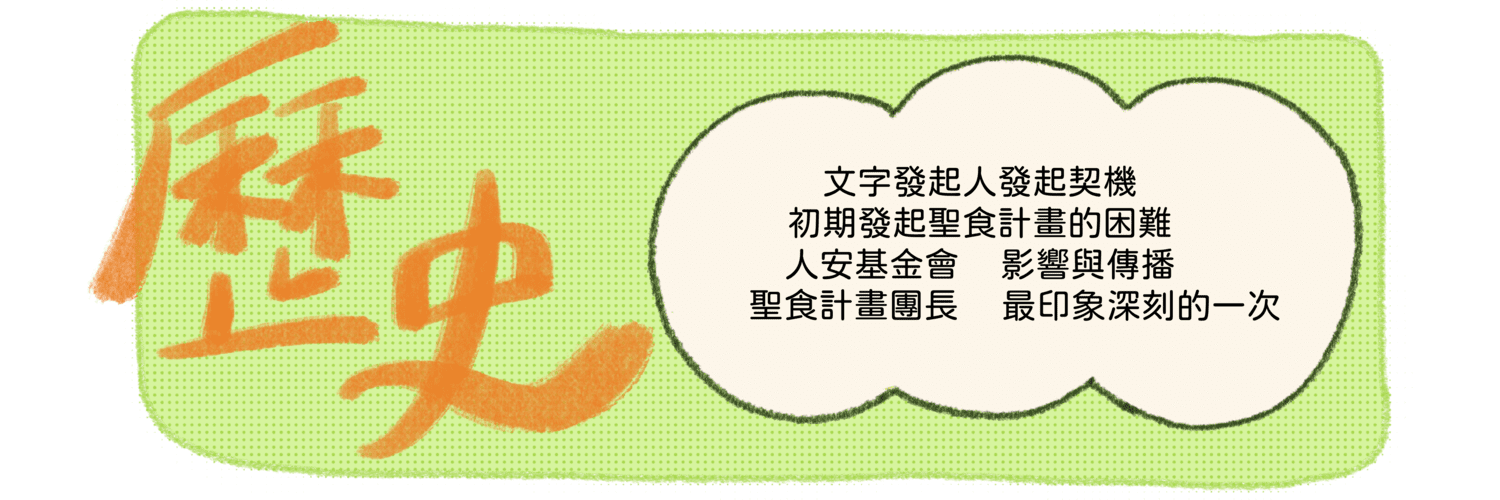 歷史
文字發起人發起契機
初期發起聖食計畫的困難
人安基金會 影響與傳播
聖食計畫團長 最印象深刻的一次